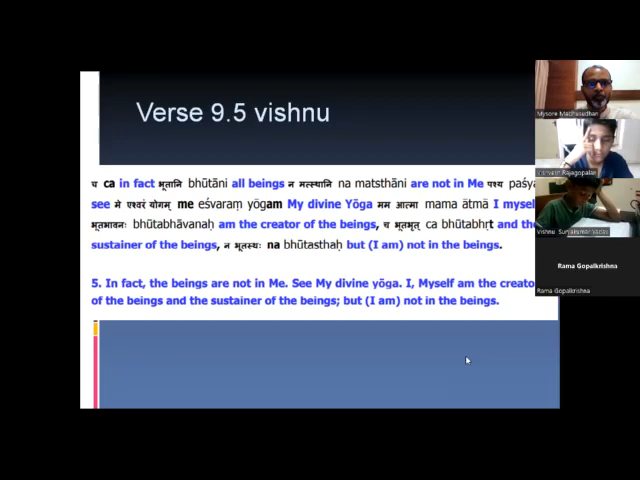 Verse 9.5 vishnu
च ca in fact भूतानि bhūtāni all beings न मत्स्थानि na matsthāni are not in Me पश्य paśya
see मे एश्वरं योगम् me eśvaraṃ yōgam My divine Yōga मम आत्मा mama ātmā I mysel
भूतभावनः bhūtabhāvanaḥ am the creator of the beings, च भूतभृत् ca bhūtabhṛt and the
sustainer of the beings, न भूतस्थः na bhūtasthaḥ but (I am) not in the beings.
5. In fact, the beings are not in Me. See My divine yōga. I, Myself am the creato
of the beings and the sustainer of the beings; but (I am) not in the beings.
Mysore Madhusudhan
Rajagopalan
Vishnu
Rama Gopalkrishna
Rama Gopalkrishna